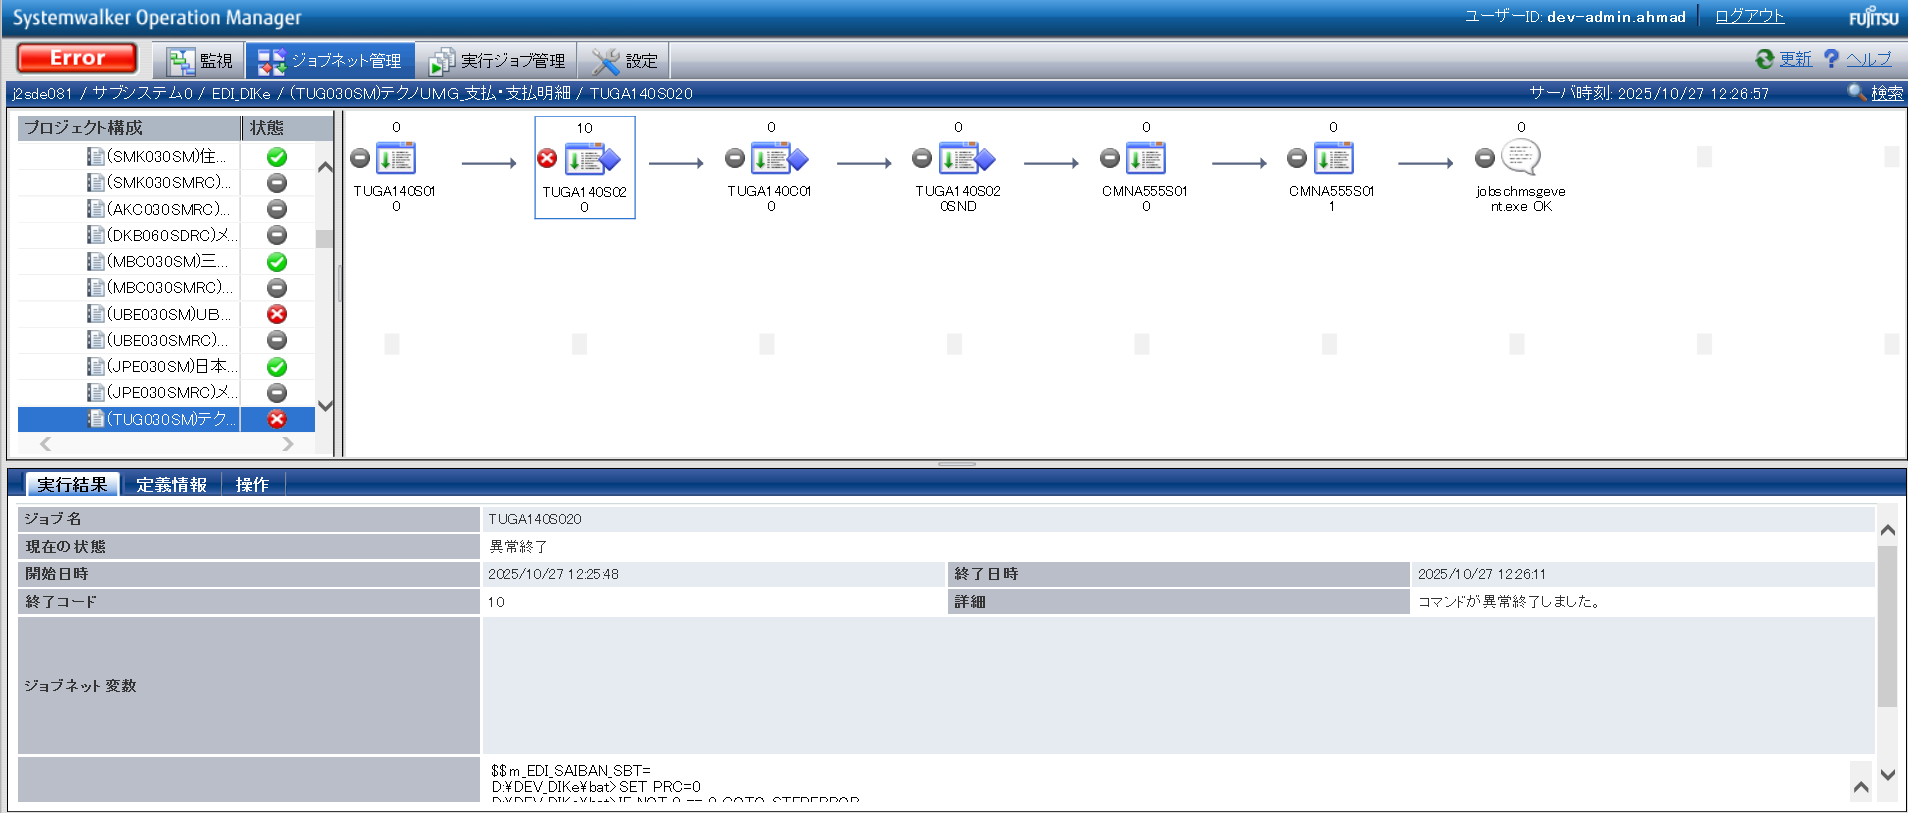 Systemwalker Operation Manager
ユーザーID: dev-admin.ahmad
ログアウト
FUJITSU
Error
監視
ジョブネット管理
実行ジョブ管理
設定
更新
ヘルプ
j2sde081 / サブシステム0 / EDI_DIKe / (TUG030SM)テクノUMG_支払・支払明細 / TUGA140S020
サーバ時刻: 2025/10/27 12:26:57
検索
プロジェクト構成 状態
(SMK030SM)住...
(SMK030SMRC)...
(AKC030SMRC)...
(DKB060SDRC)メ...
(MBC030SM)三...
(MBC030SMRC)...
(UBE030SM)UB...
(UBE030SMRC)...
(JPE030SM)日本...
(JPE030SMRC)メ...
(TUG030SM)テク...
0
TUGA140S01
0
10
TUGA140S02
0
0
TUGA140C01
0
0
TUGA140S02
0SND
0
CMNA555S01
0
0
CMNA555S01
1
0
jobschmsgeve
nt.exe OK
実行結果 定義情報 操作
ジョブ名 TUGA140S020
現在の状態 異常終了
開始日時 2025/10/27 12:25:48 終了日時 2025/10/27 12:26:11
終了コード 10 詳細 コマンドが異常終了しました。
ジョブネット変数
$$m_EDI_SAIBAN_SBT=
D:¥DEV_DIKe¥bat>SET PRC=0
D:¥DEV_DIKe¥bat>IF NOT 0 == 0 GOTO STEPERROR